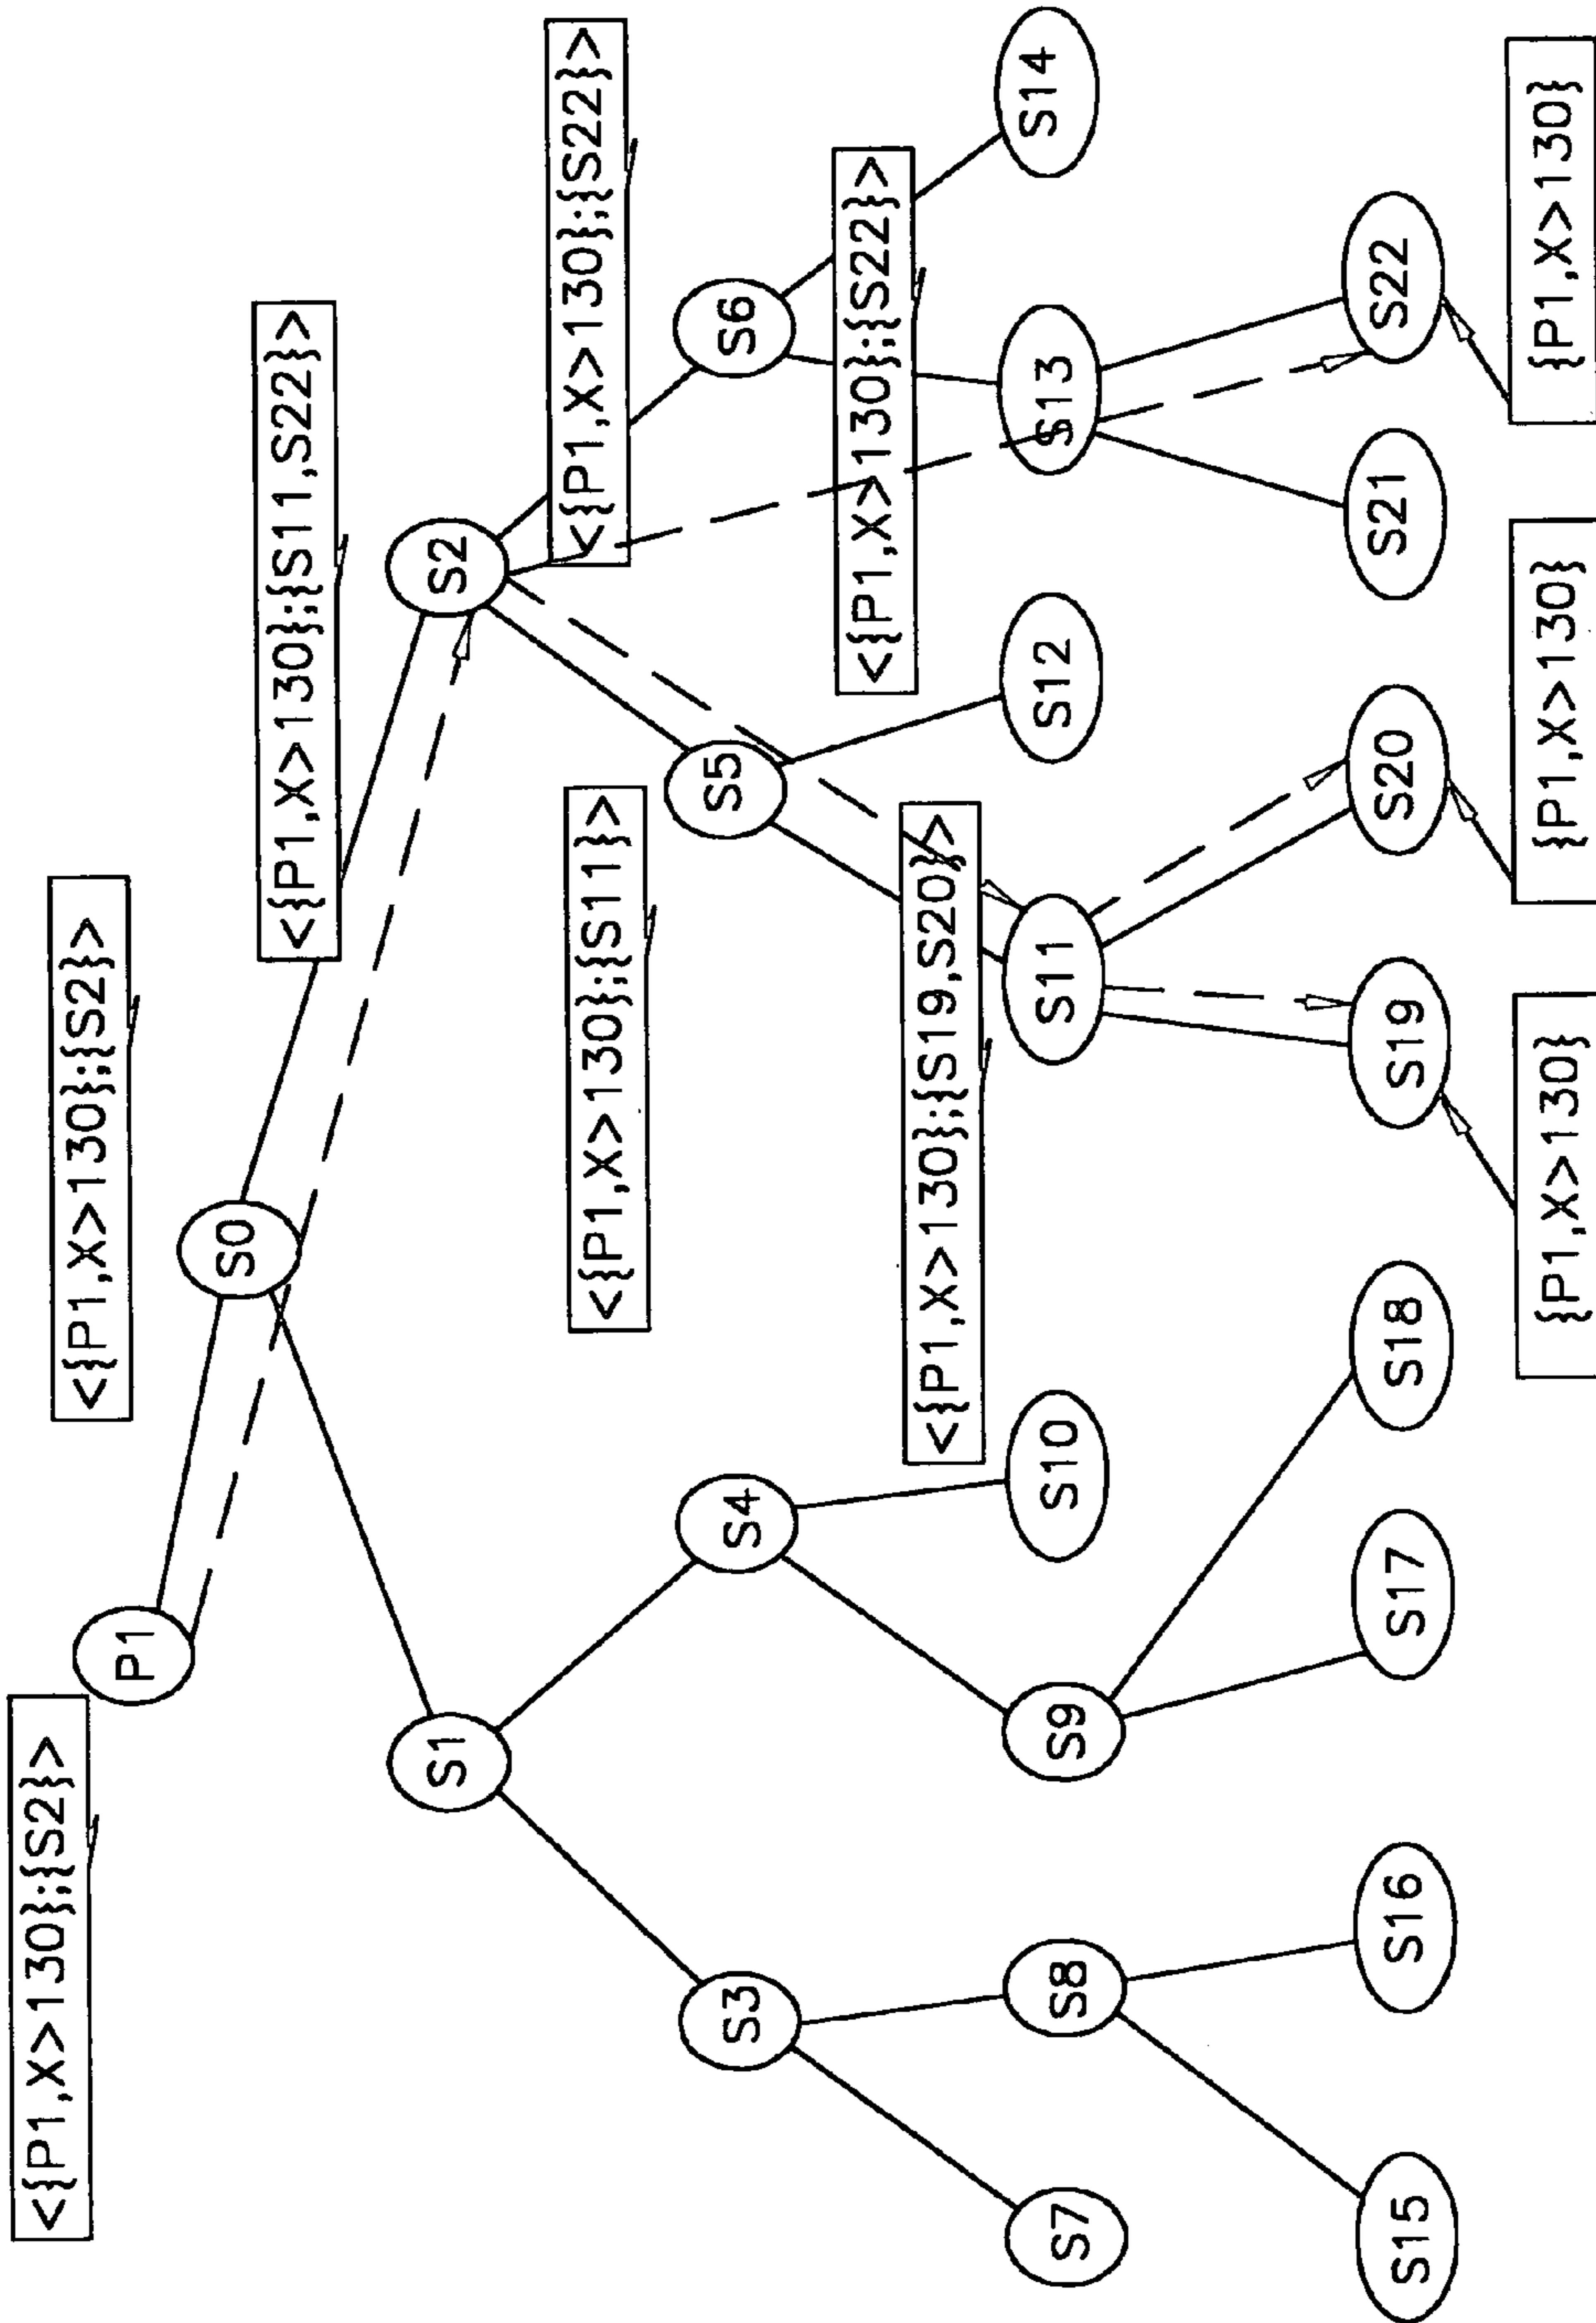 <{P1,X>130};{S2}>
P1
<{P1,X>130};{S2}>
S0
<{P1,X>130};{S11,S22}>
S1
S2
<{P1,X>130};{S11}>
<{P1,X>130};{S22}>
S3
S4
S5
S6
<{P1,X>130};{S19,S20}>
<{P1,X>130};{S22}>
S7
S8
S9
S10
S11
S12
S13
S14
S15
S16
S17
S18
S19
S20
S21
S22
{P1,X>130}
{P1,X>130}
{P1,X>130}